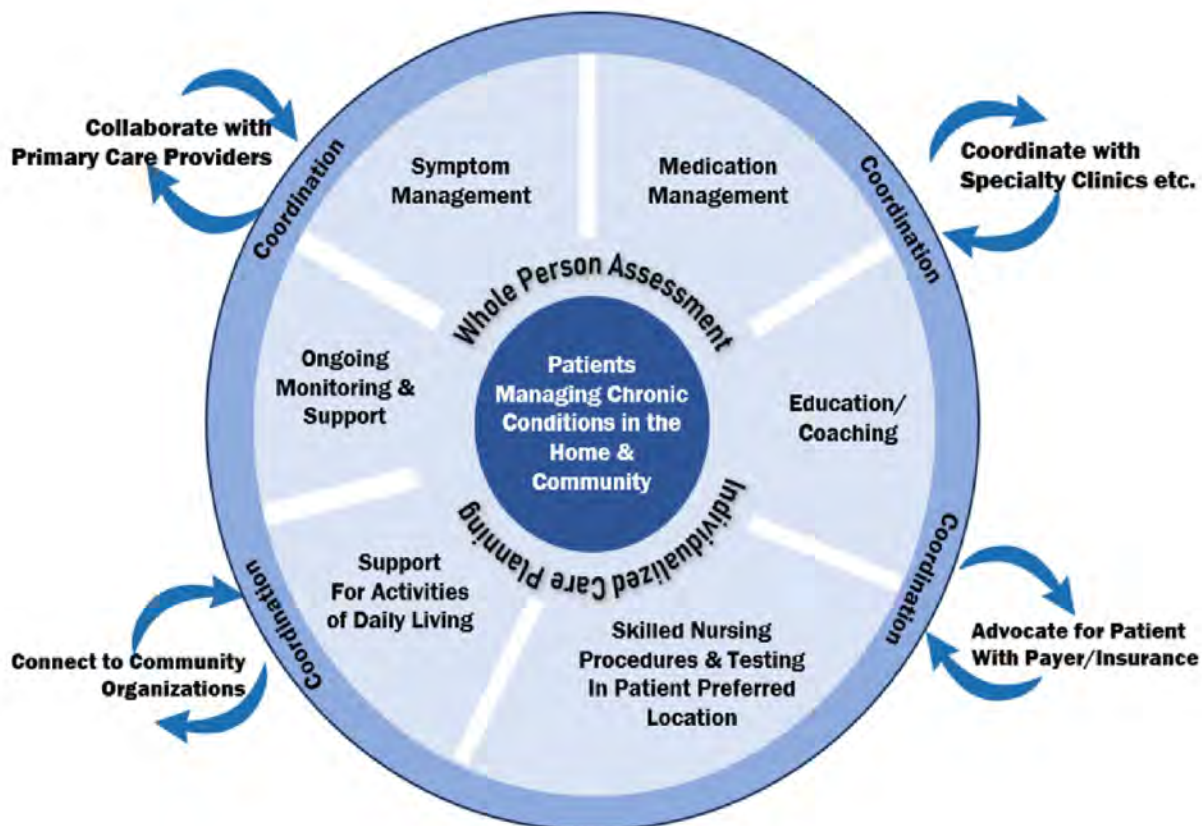 Collaborate with
Primary Care Providers
Coordination
Symptom
Management
Medication
Management
Coordination
Coordinate with
Specialty Clinics etc.
Whole Person Assessment
Ongoing
Monitoring &
Support
Patients
Managing Chronic
Conditions in the
Home &
Community
Education/
Coaching
Individualized Care Planning
Support
For Activities
of Daily Living
Skilled Nursing
Procedures & Testing
In Patient Preferred
Location
Coordination
Connect to Community
Organizations
Coordination
Advocate for Patient
With Payer/Insurance